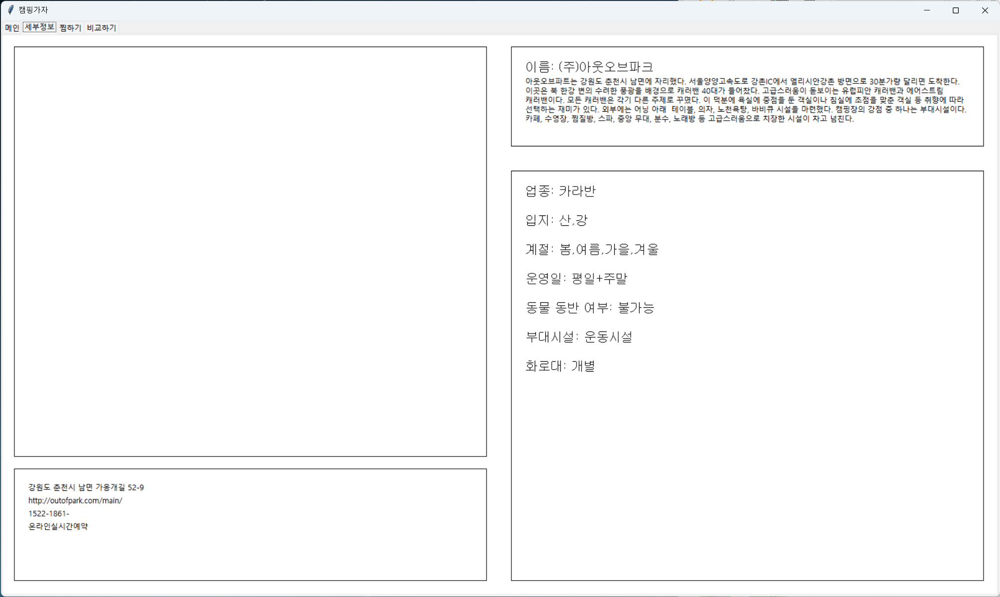 캠핑가자
메인 세부정보 찜하기 비교하기
이름: (주)아웃오브파크
아웃오브파트는 강원도 춘천시 남면에 자리했다. 서울양양고속도로 강촌IC에서 엘리시안강촌 방면으로 30분가량 달리면 도착한다.
이곳은 북 한강 변의 수려한 풍광을 배경으로 캐러밴 40대가 들어찼다. 고급스러움이 돋보이는 유럽피안 캐러밴과 에어스트림
캐러밴이다. 모든 캐러밴은 각기 다른 주제로 꾸몄다. 이 덕분에 욕실에 중점을 둔 객실이나 침실에 초점을 맞춘 객실 등 취향에 따라
선택하는 재미가 있다. 외부에는 어닝 아래  테이블, 의자, 노천욕탕, 바비큐 시설을 마련했다. 캠핑장의 강점 중 하나는 부대시설이다.
카페, 수영장, 찜질방, 스파, 중앙 무대, 분수, 노래방 등 고급스러움으로 치장한 시설이 차고 넘친다.
업종: 카라반
입지: 산,강
계절: 봄,여름,가을,겨울
운영일: 평일+주말
동물 동반 여부: 불가능
부대시설: 운동시설
화로대: 개별
강원도 춘천시 남면 가옹개길 52-9
http://outofpark.com/main/
1522-1861-
온라인실시간예약